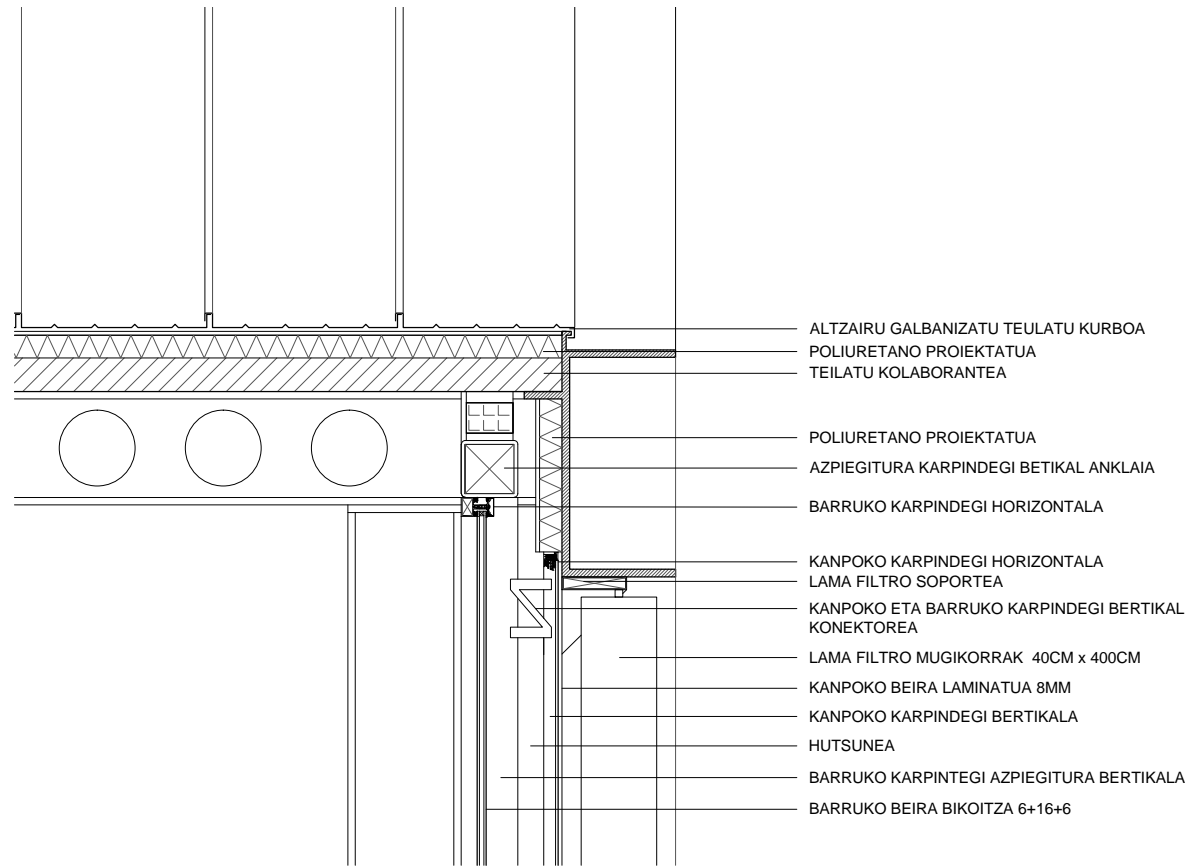 ALTZAIRU GALBANIZATU TEULATU KURBOA
POLIURETANO PROIEKTATUA
TEILATU KOLABORANTEA
POLIURETANO PROIEKTATUA
AZPIEGITURA KARPINDEGI BETIKAL ANKLAIA
BARRUKO KARPINDEGI HORIZONTALA
KANPOKO KARPINDEGI HORIZONTALA
LAMA FILTRO SOPORTEA
KANPOKO ETA BARRUKO KARPINDEGI BERTIKAL
KONEKTOREA
LAMA FILTRO MUGIKORRAK 40CM x 400CM
KANPOKO BEIRA LAMINATUA 8MM
KANPOKO KARPINDEGI BERTIKALA
HUTSUNEA
BARRUKO KARPINTEGI AZPIEGITURA BERTIKALA
BARRUKO BEIRA BIKOITZA 6+16+6